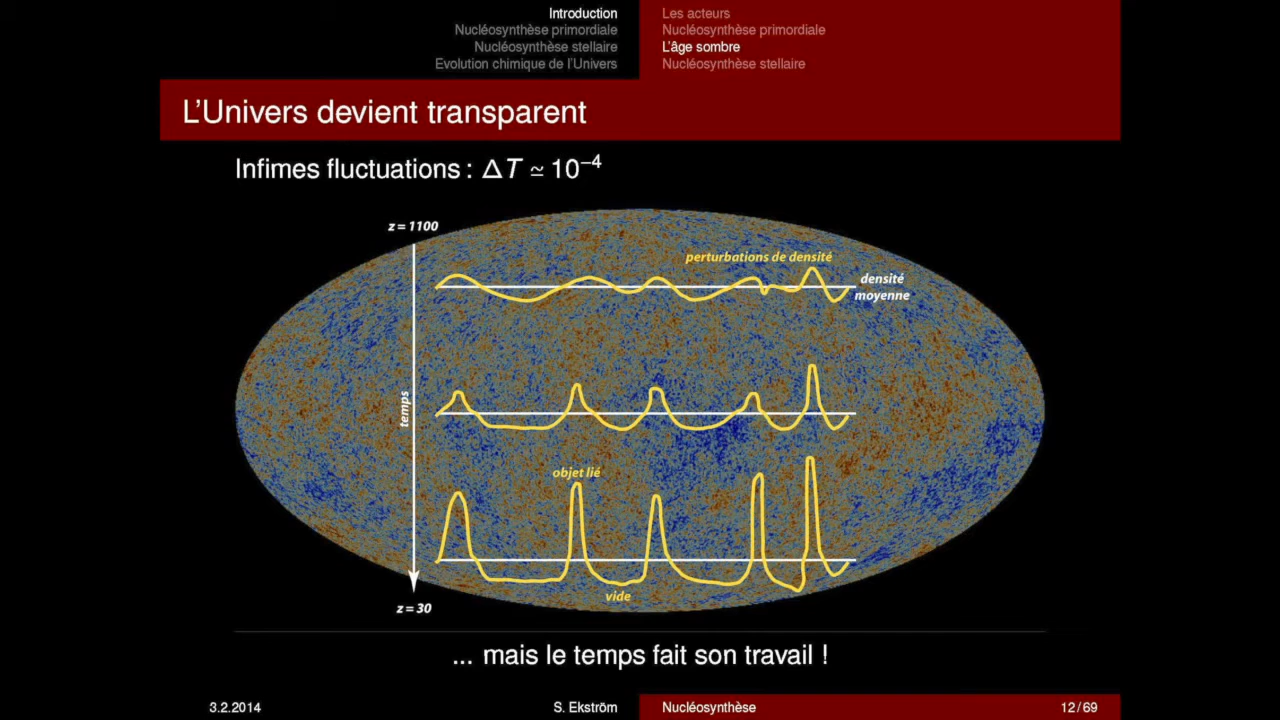 Introduction
Nucléosynthèse primordiale
Nucléosynthèse stellaire
Evolution chimique de l'Univers
Les acteurs
Nucléosynthèse primordiale
L'âge sombre
Nucléosynthèse stellaire
L'Univers devient transparent
Infimes fluctuations : ΔT ≃ 10⁻⁴
z = 1100
perturbations de densité
densité
moyenne
temps
objet lié
vide
z = 30
... mais le temps fait son travail !
3.2.2014
S. Ekström
Nucléosynthèse
12/69